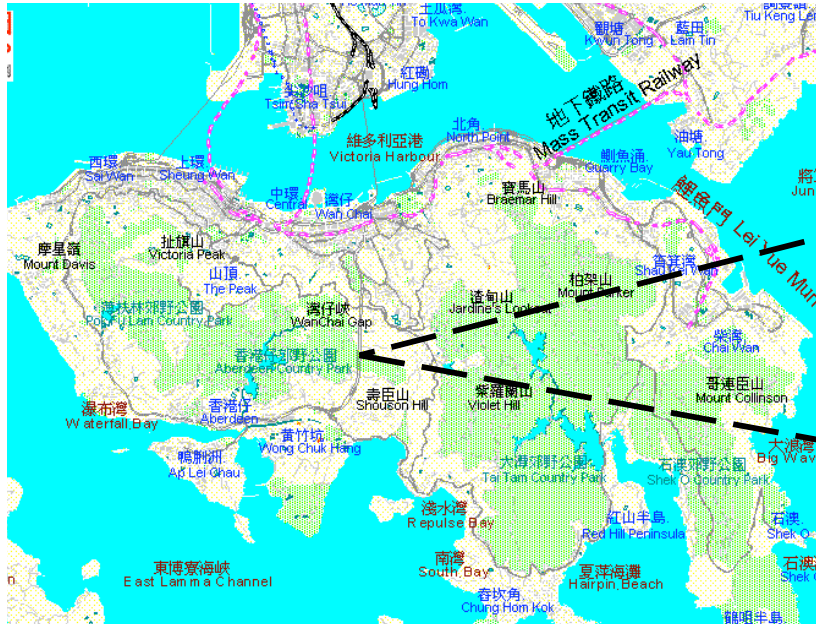 土瓜灣
To Kwa Wan
觀塘
Kwun Tong
藍田
Lam Tin
Tiu Keng Len
尖沙咀
Tsim Sha Tsui
紅磡
Hung Hom
地下鐵路
Mass Transit Railway
北角
North Point
維多利亞港
Victoria Harbour
油塘
Yau Tong
鰂魚涌
Quarry Bay
西環
Sai Wan
上環
Sheung Wan
中環
Central
灣仔
Wan Chai
寶馬山
Braemar Hill
鯉魚門 Lei Yue Mun
將
Jun
摩星嶺
Mount Davis
扯旗山
Victoria Peak
山頂
The Peak
筲箕灣
Shau Kei Wan
柏架山
Mount Parker
渣甸山
Jardine's Lookout
薄扶林郊野公園
Pok Fu Lam Country Park
灣仔峽
WanChai Gap
香港仔郊野公園
Aberdeen Country Park
柴灣
Chai Wan
壽臣山
Shouson Hill
紫羅蘭山
Violet Hill
哥連臣山
Mount Collinson
瀑布灣
Waterfall Bay
香港仔
Aberdeen
黃竹坑
Wong Chuk Hang
鴨脷洲
Ap Lei Chau
大潭郊野公園
Tai Tam Country Park
石澳郊野公園
Shek O Country Park
大浪灣
Big Wav
淺水灣
Repulse Bay
紅山半島
Red Hill Peninsula
石澳
Shek O
南灣
South Bay
東博寮海峽
East Lamma Channel
夏萍海灘
Hairpin Beach
石澳
Shek
舂坎角
Chung Hom Kok
鶴咀半島